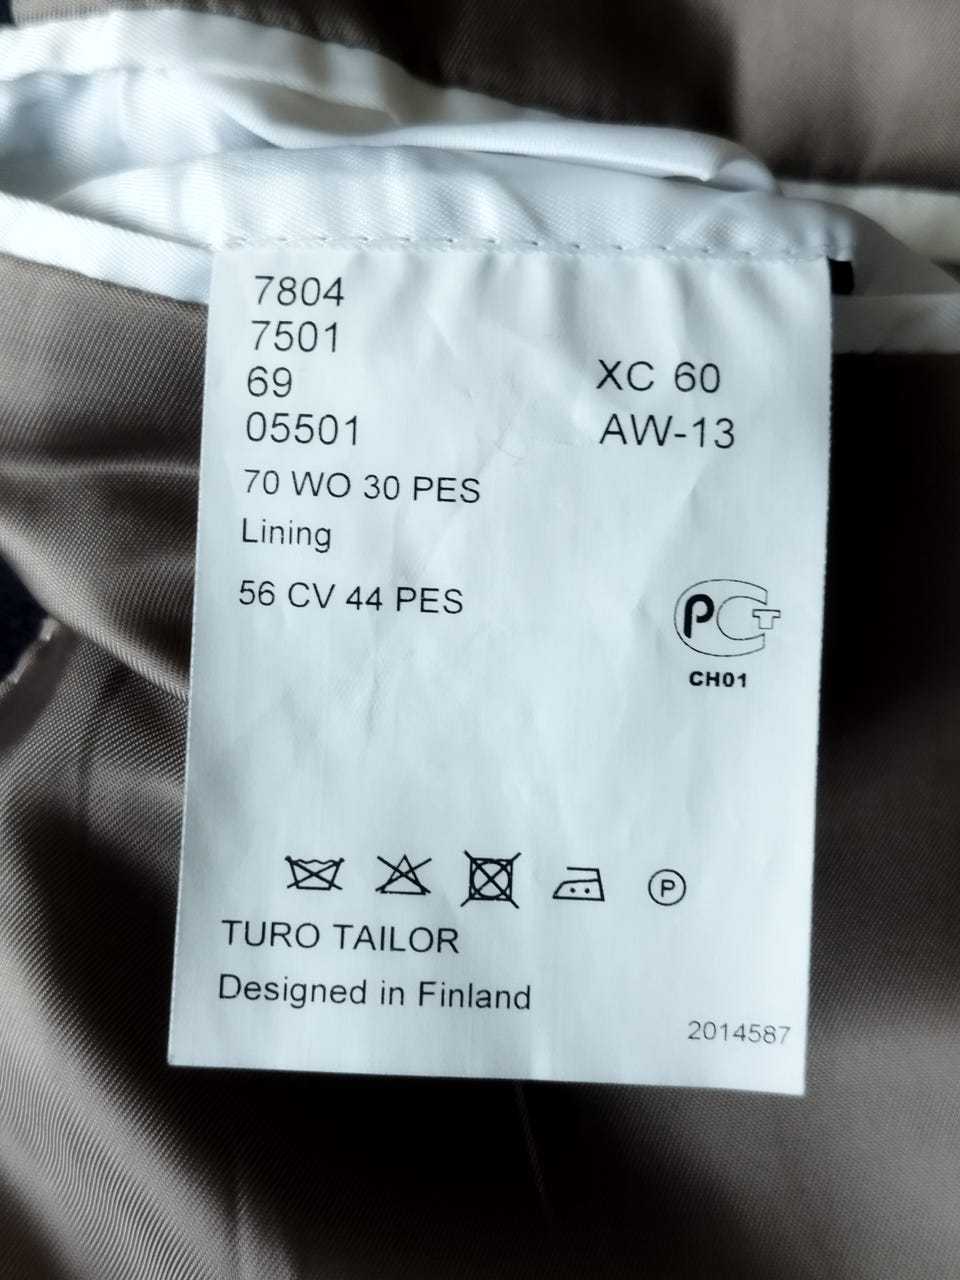 7804
7501
69
XC 60
05501
AW-13
70 WO 30 PES
Lining
56 CV 44 PES
PCT
CH01
P
TURO TAILOR
Designed in Finland
2014587